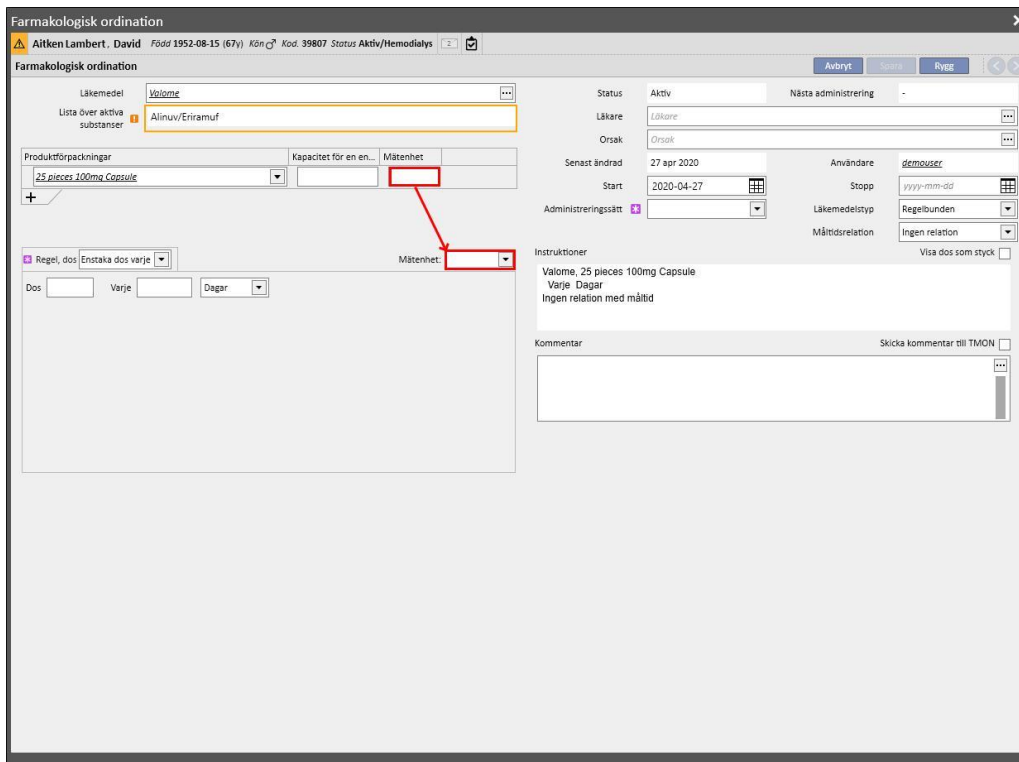 Farmakologisk ordination
Aitken Lambert, David Född 1952-08-15 (67y) Kön Kod. 39807 Status Aktiv/Hemodialys 2
Farmakologisk ordination Avbryt Spara Rygg
Läkemedel Valome
Lista över aktiva substanser Alinuv/Eriramuf
Produktförpackningar Kapacitet för en en... Mätenhet
25 pieces 100mg Capsule
+
Regel, dos Enstaka dos varje Mätenhet:
Dos Varje Dagar
Status Aktiv Nästa administrering -
Läkare Läkare
Orsak Orsak
Senast ändrad 27 apr 2020 Användare demouser
Start 2020-04-27 Stopp yyyy-mm-dd
Administreringssätt Läkemedelstyp Regelbunden
Måltidsrelation Ingen relation
Instruktioner Visa dos som styck
Valome, 25 pieces 100mg Capsule
Varje Dagar
Ingen relation med måltid
Kommentar Skicka kommentar till TMON